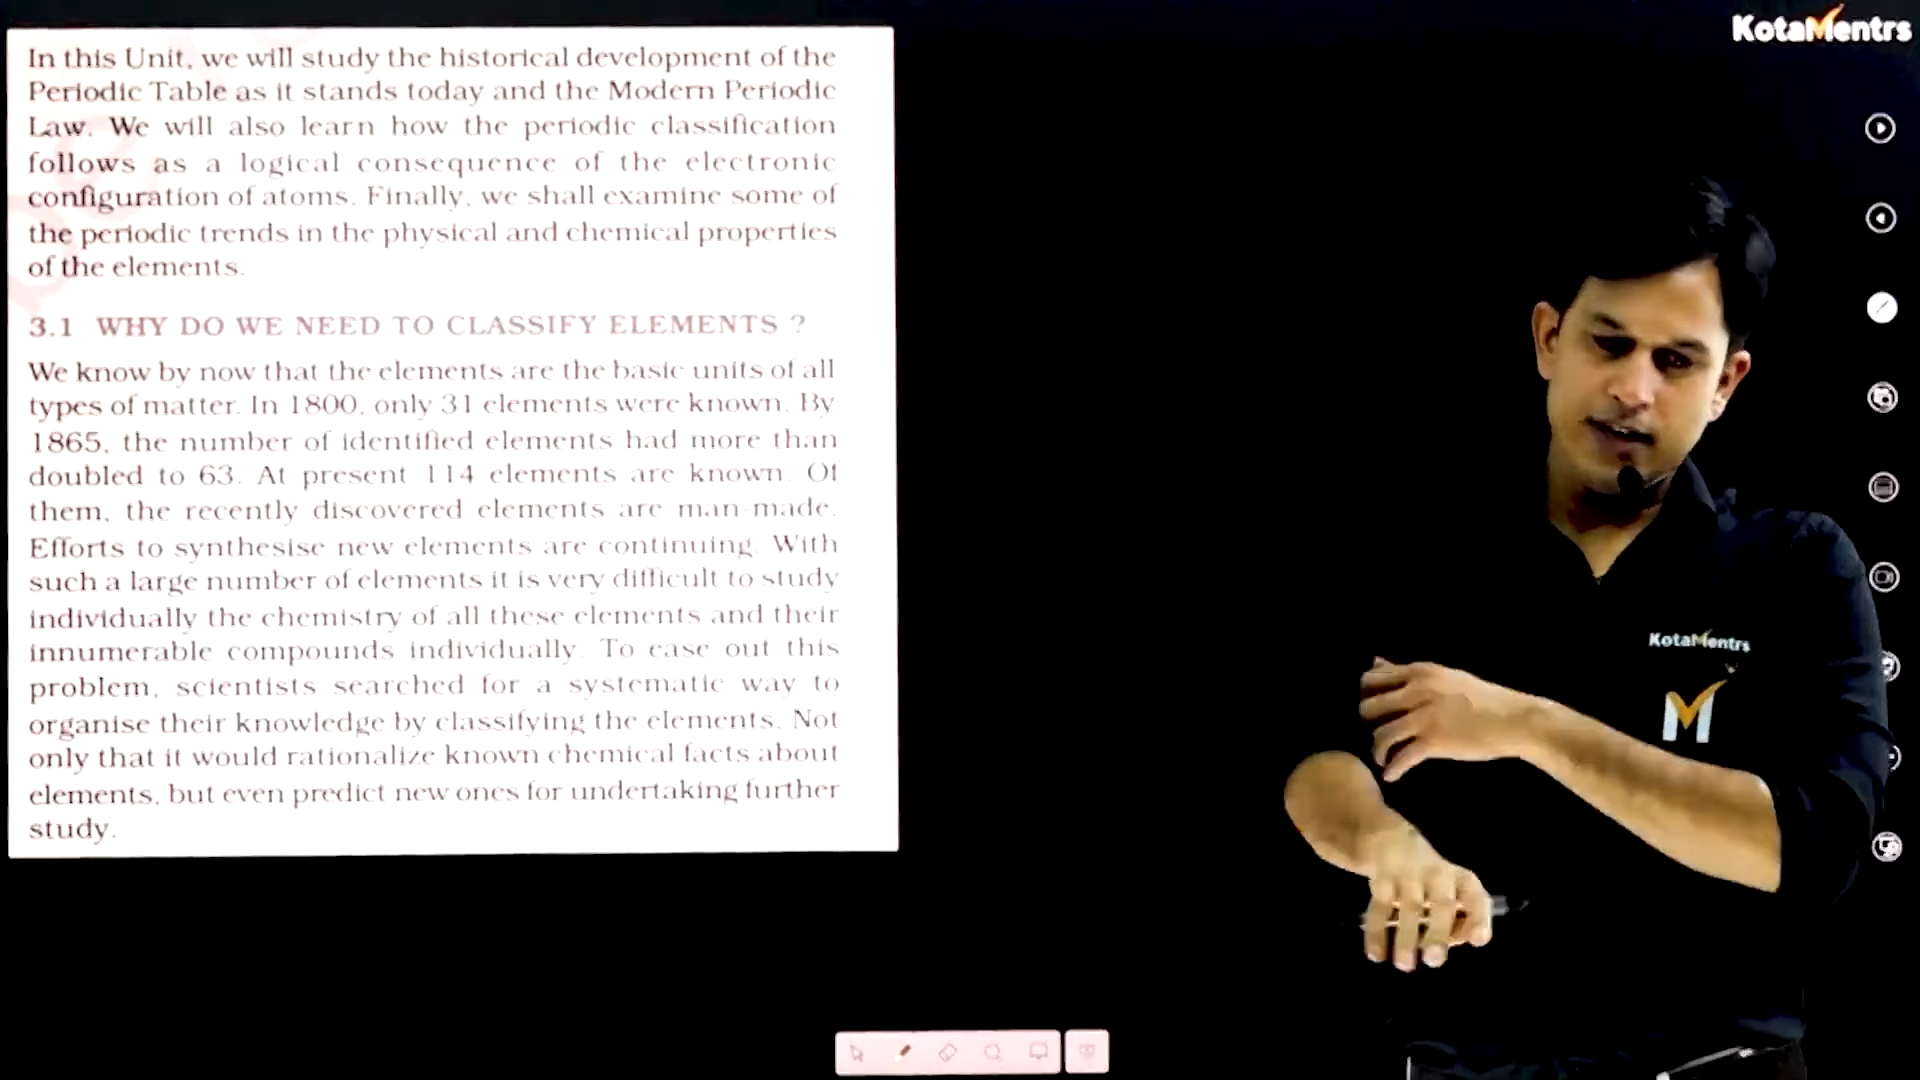 KotaMentrs
In this Unit, we will study the historical development of the
Periodic Table as it stands today and the Modern Periodic
Law. We will also learn how the periodic classification
follows as a logical consequence of the electronic
configuration of atoms. Finally, we shall examine some of
the periodic trends in the physical and chemical properties
of the elements.
3.1 WHY DO WE NEED TO CLASSIFY ELEMENTS ?
We know by now that the elements are the basic units of all
types of matter. In 1800, only 31 elements were known. By
1865, the number of identified elements had more than
doubled to 63. At present 114 elements are known. Of
them, the recently discovered elements are man-made.
Efforts to synthesise new elements are continuing. With
such a large number of elements it is very difficult to study
individually the chemistry of all these elements and their
innumerable compounds individually. To ease out this
problem, scientists searched for a systematic way to
organise their knowledge by classifying the elements. Not
only that it would rationalize known chemical facts about
elements, but even predict new ones for undertaking further
study.
KotaMentrs
M